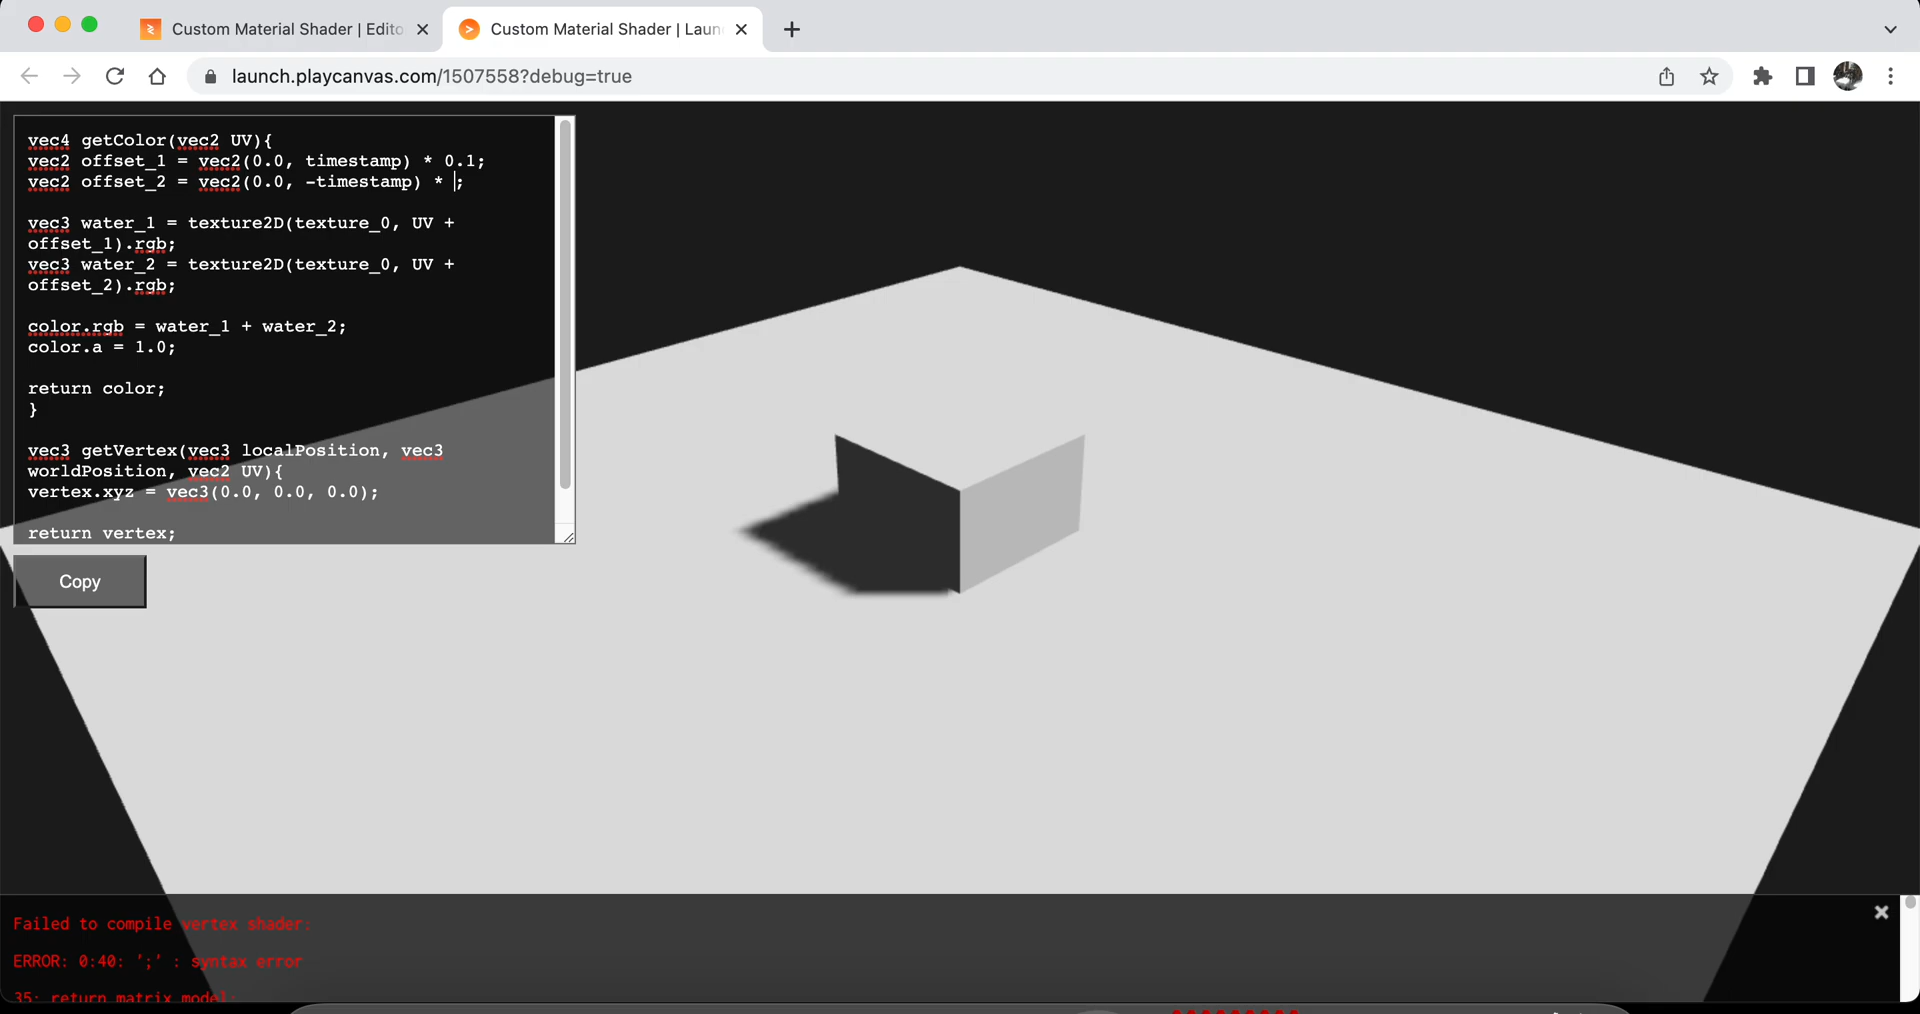 Custom Material Shader | Edito
Custom Material Shader | Laun
launch.playcanvas.com/1507558?debug=true
vec4 getColor(vec2 UV){
vec2 offset_1 = vec2(0.0, timestamp) * 0.1;
vec2 offset_2 = vec2(0.0, -timestamp) * ;
vec3 water_1 = texture2D(texture_0, UV +
offset_1).rgb;
vec3 water_2 = texture2D(texture_0, UV +
offset_2).rgb;
color.rgb = water_1 + water_2;
color.a = 1.0;
return color;
}
vec3 getVertex(vec3 localPosition, vec3
worldPosition, vec2 UV){
vertex.xyz = vec3(0.0, 0.0, 0.0);
return vertex;
Copy
Failed to compile vertex shader:
ERROR: 0:40: ';' : syntax error
35: return matrix_model;